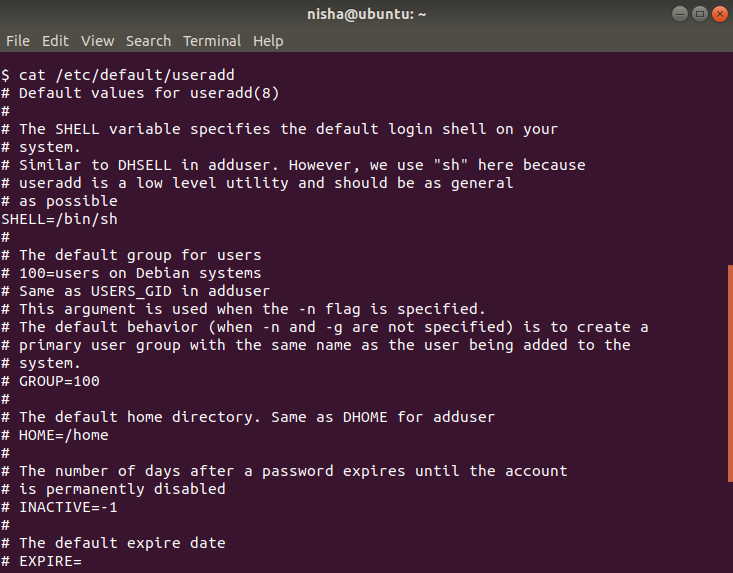 nisha@ubuntu: ~
File Edit View Search Terminal Help
$ cat /etc/default/useradd
# Default values for useradd(8)
#
# The SHELL variable specifies the default login shell on your
# system.
# Similar to DHSELL in adduser. However, we use "sh" here because
# useradd is a low level utility and should be as general
# as possible
SHELL=/bin/sh
#
# The default group for users
# 100=users on Debian systems
# Same as USERS_GID in adduser
# This argument is used when the -n flag is specified.
# The default behavior (when -n and -g are not specified) is to create a
# primary user group with the same name as the user being added to the
# system.
# GROUP=100
#
# The default home directory. Same as DHOME for adduser
# HOME=/home
#
# The number of days after a password expires until the account
# is permanently disabled
# INACTIVE=-1
#
# The default expire date
# EXPIRE=